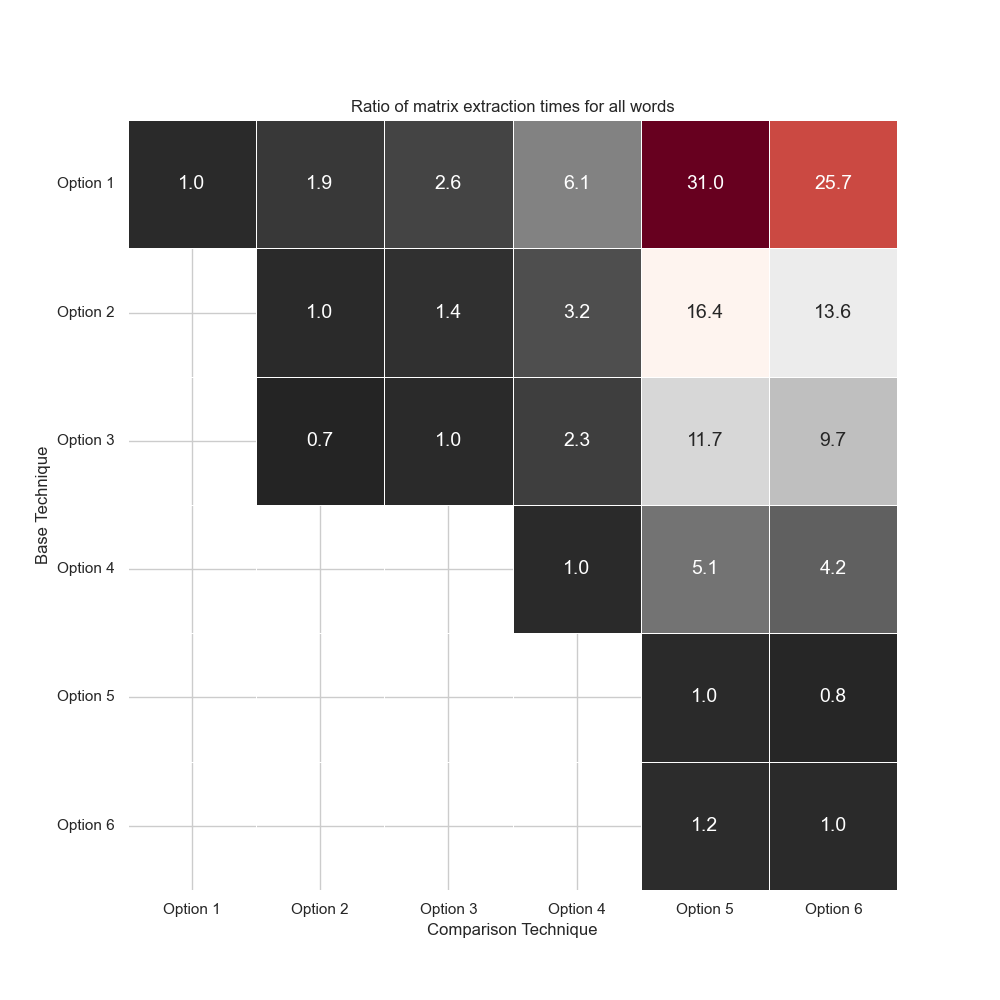 Ratio of matrix extraction times for all words
Option 1 1.0 1.9 2.6 6.1 31.0 25.7
Option 2 1.0 1.4 3.2 16.4 13.6
Option 3 0.7 1.0 2.3 11.7 9.7
Base Technique
Option 4 1.0 5.1 4.2
Option 5 1.0 0.8
Option 6 1.2 1.0
Option 1 Option 2 Option 3 Option 4 Option 5 Option 6
Comparison Technique